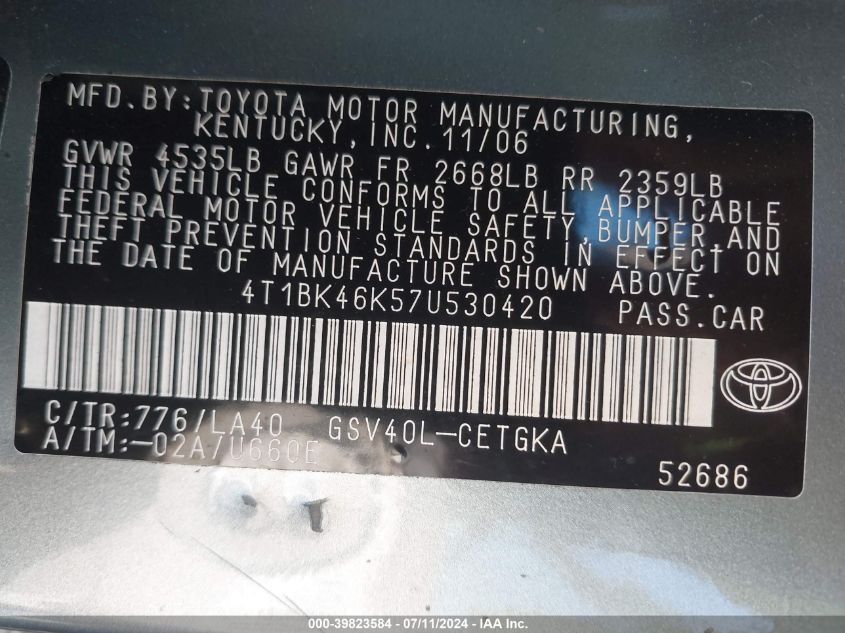 MFD. BY: TOYOTA MOTOR MANUFACTURING,
KENTUCKY, INC. 11/06
GVWR 4535LB GAWR FR 2668LB RR 2359LB
THIS VEHICLE CONFORMS TO ALL APPLICABLE
FEDERAL MOTOR VEHICLE SAFETY, BUMPER, AND
THEFT PREVENTION STANDARDS IN EFFECT ON
THE DATE OF MANUFACTURE SHOWN ABOVE.
4T1BK46K57U530420 PASS. CAR
C/TR: 776/LA40 GSV40L-CETGKA
A/TM: -02A/U660E
52686
000-39823584 / 07/11/2024 - IAA Inc.